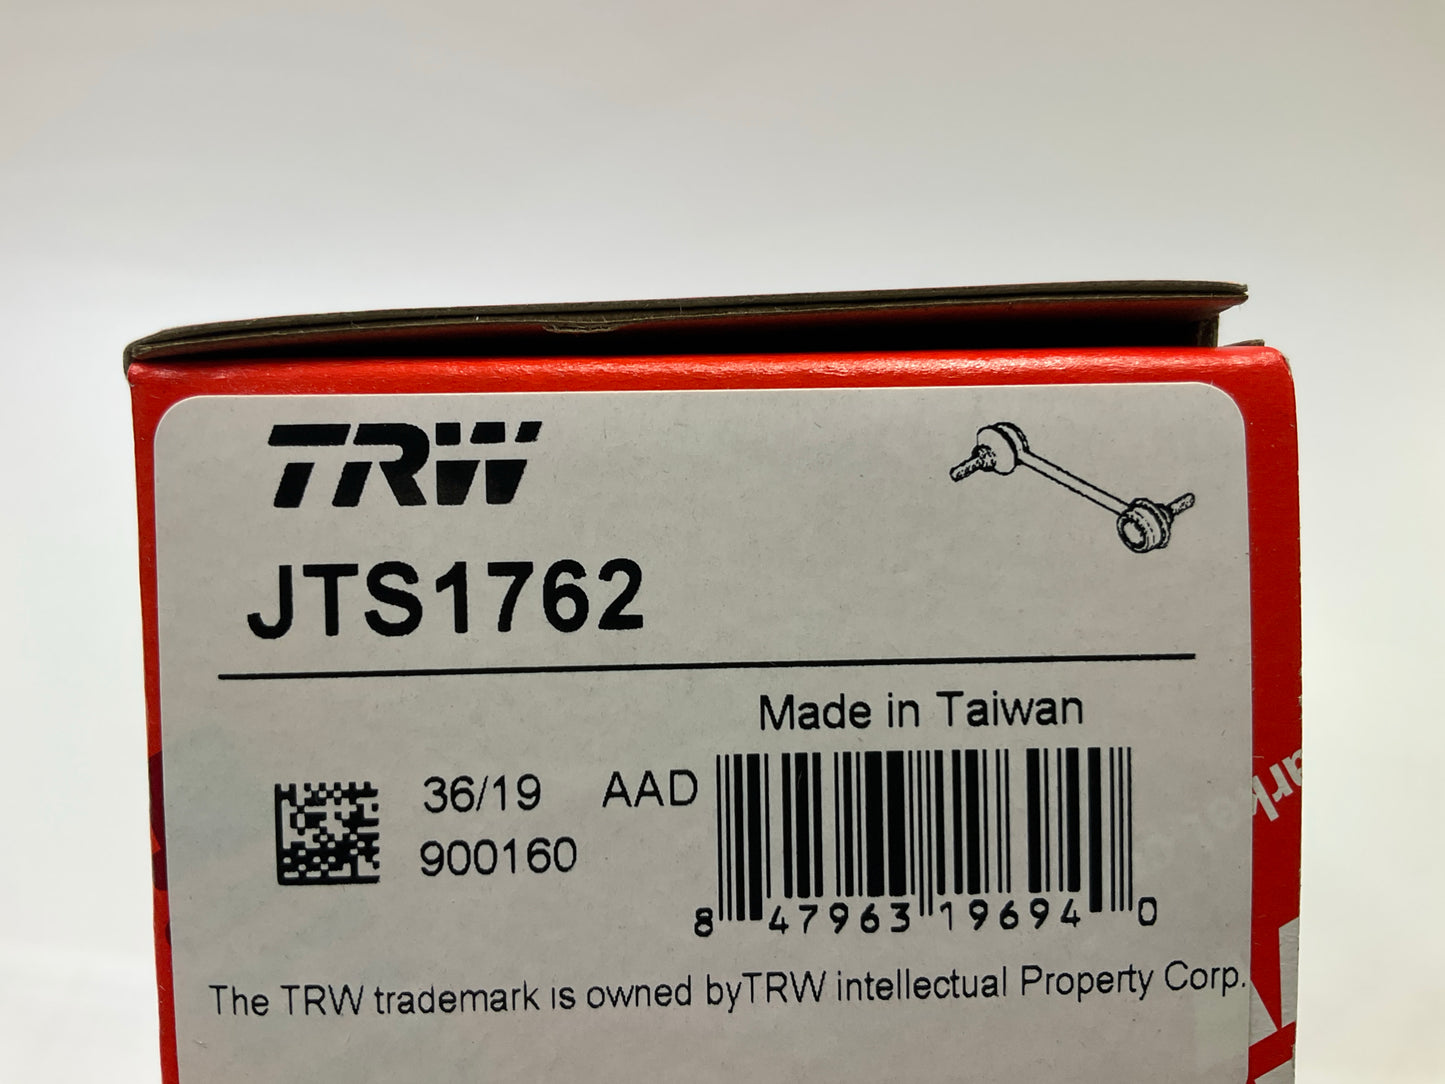 TRW
JTS1762
Made in Taiwan
36/19 AAD
900160
8 47963 19694 0
The TRW trademark is owned byTRW intellectual Property Corp.